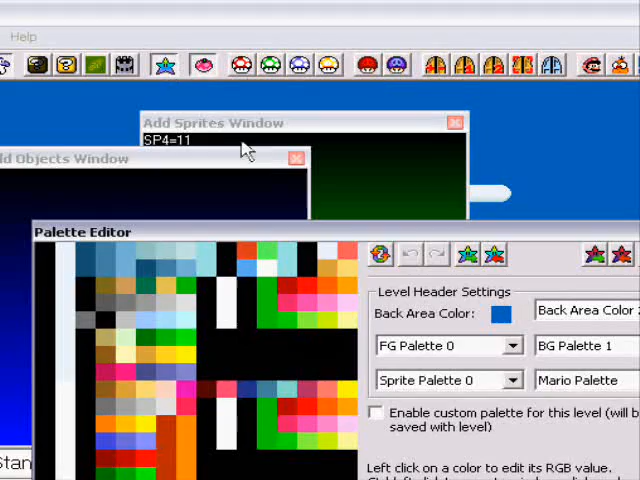 Help
Add Sprites Window
SP4=11
dd Objects Window
Palette Editor
Level Header Settings
Back Area Color:
Back Area Color
FG Palette 0
BG Palette 1
Sprite Palette 0
Mario Palette
Enable custom palette for this level (will b
saved with level)
Stan
Left click on a color to edit its RGB value.